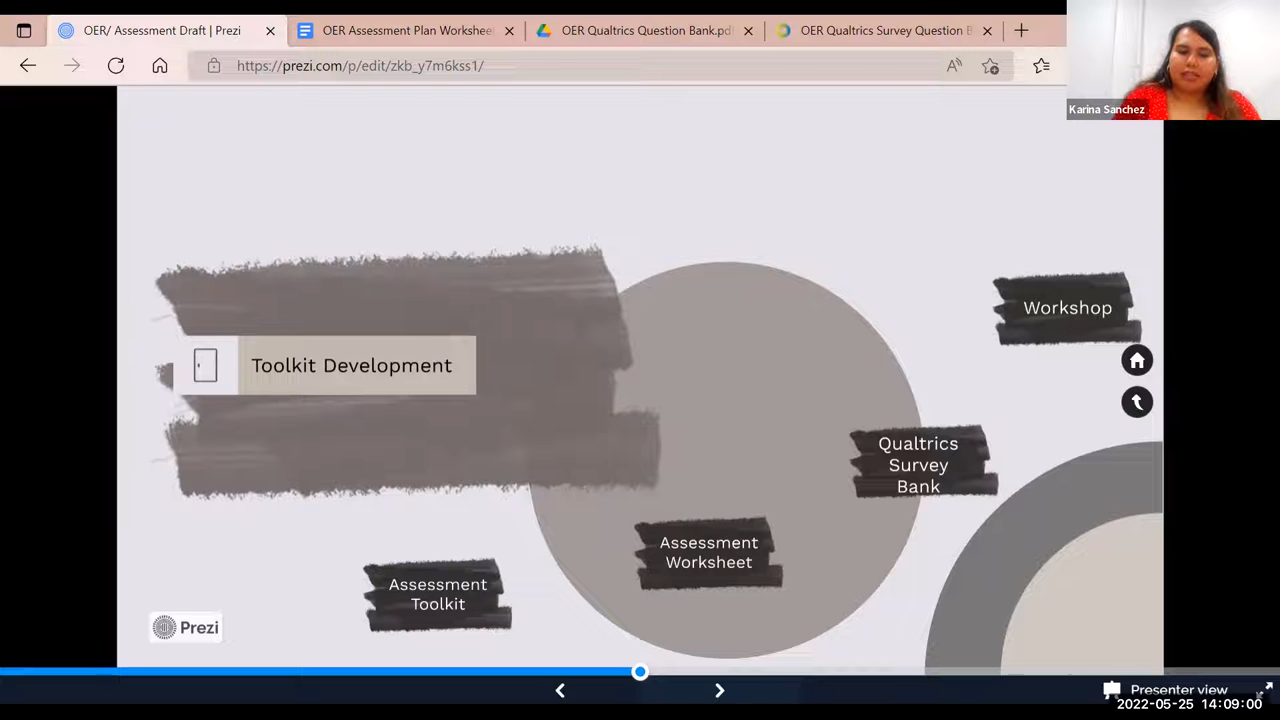 OER/ Assessment Draft | Prezi
OER Assessment Plan Workshee
OER Qualtrics Question Bank.pd
OER Qualtrics Survey Question B
https://prezi.com/p/edit/zkb_y7m6kss1/
Karina Sanchez
Workshop
Toolkit Development
Qualtrics
Survey
Bank
Assessment
Worksheet
Assessment
Toolkit
Prezi
Presenter view
2022-05-25 14:09:00